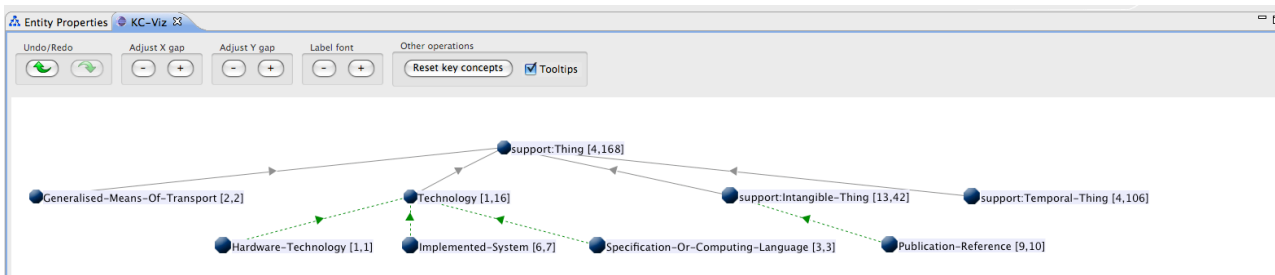 Entity Properties KC-Viz
Undo/Redo Adjust X gap Adjust Y gap Label font Other operations
- + - + - + Reset key concepts Tooltips
support:Thing [4,168]
Generalised-Means-Of-Transport [2,2] Technology [1,16] support:Intangible-Thing [13,42] support:Temporal-Thing [4,106]
Hardware-Technology [1,1] Implemented-System [6,7] Specification-Or-Computing-Language [3,3] Publication-Reference [9,10]